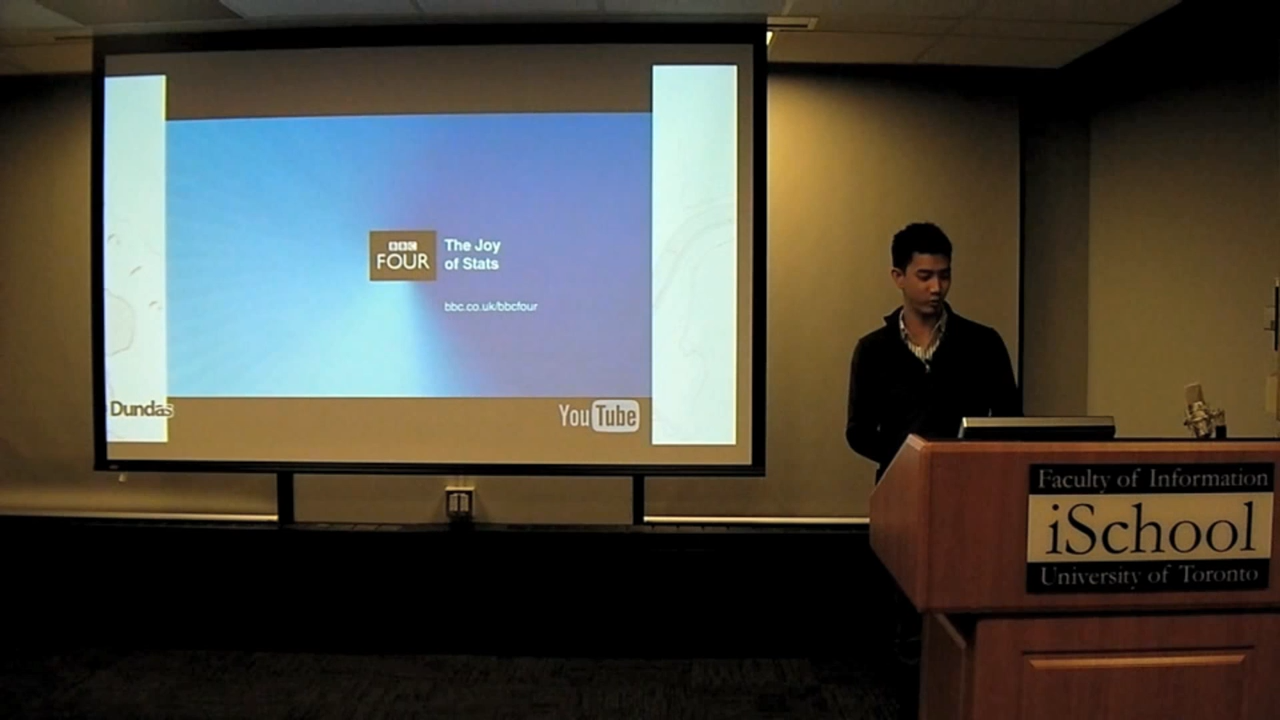 BBC
FOUR
The Joy
of Stats
bbc.co.uk/bbcfour
Dundas
YouTube
Faculty of Information
iSchool
University of Toronto